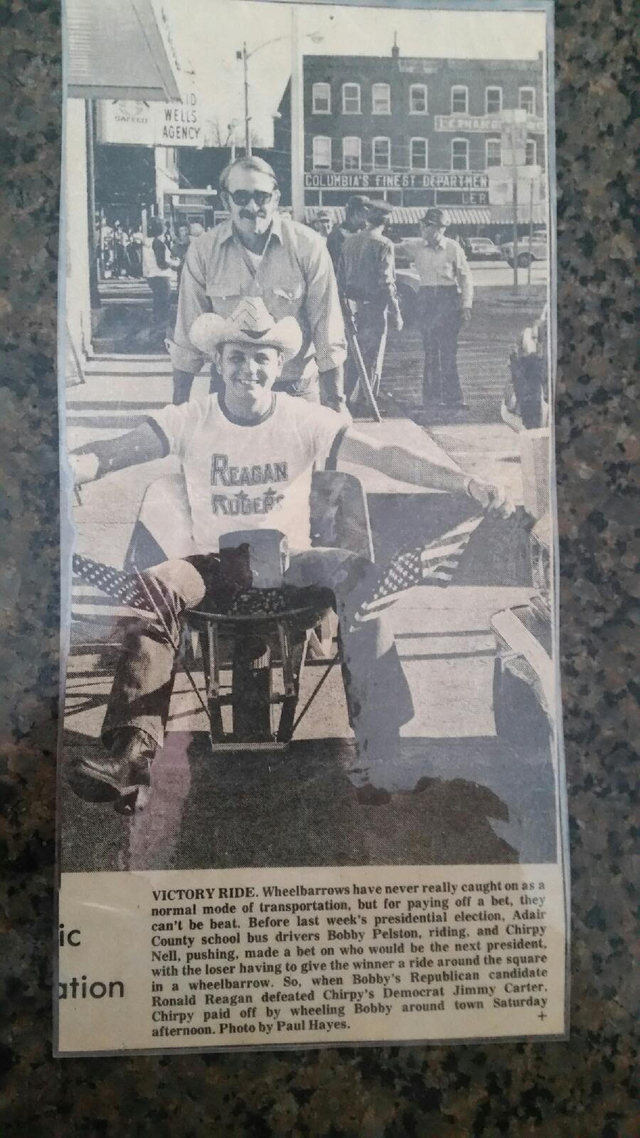 WELLS
AGENCY
SAFECO
COLUMBIA'S FINEST DEPARTMEN
REAGAN
ic
ation
VICTORY RIDE. Wheelbarrows have never really caught on as a
normal mode of transportation, but for paying off a bet, they
can't be beat. Before last week's presidential election, Adair
County school bus drivers Bobby Pelston, riding, and Chirpy
Nell, pushing, made a bet on who would be the next president,
with the loser having to give the winner a ride around the square
in a wheelbarrow. So, when Bobby's Republican candidate
Ronald Reagan defeated Chirpy's Democrat Jimmy Carter,
Chirpy paid off by wheeling Bobby around town Saturday
afternoon. Photo by Paul Hayes.